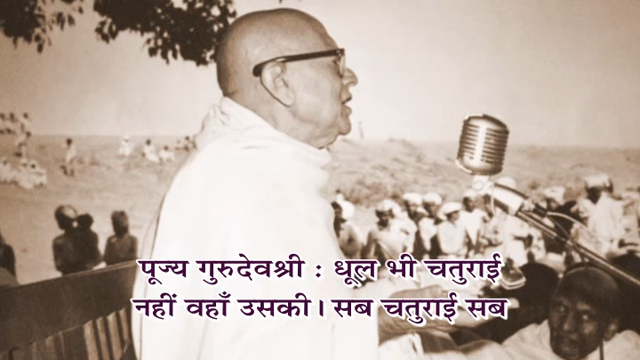 पूज्य गुरुदेवश्री : धूल भी चतुराई
नहीं वहाँ उसकी। सब चतुराई सब